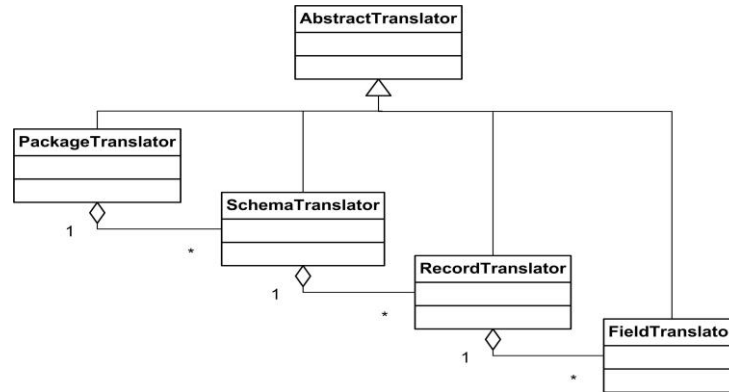 AbstractTranslator
PackageTranslator
SchemaTranslator
1
*
RecordTranslator
1
*
FieldTranslato
1
*